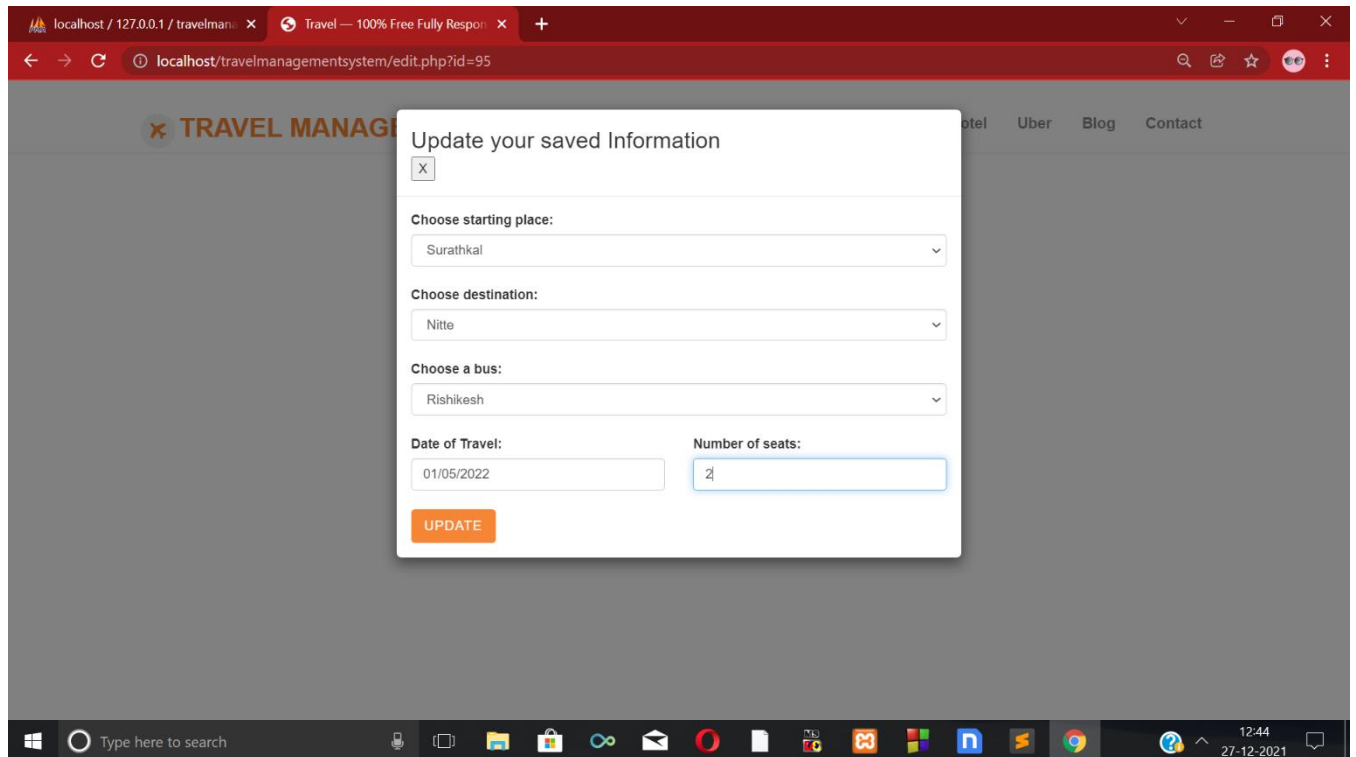 localhost / 127.0.0.1 / travelmana
Travel — 100% Free Fully Respon
localhost/travelmanagementsystem/edit.php?id=95
TRAVEL MANAGE
otel Uber Blog Contact
Update your saved Information
X
Choose starting place:
Surathkal
Choose destination:
Nitte
Choose a bus:
Rishikesh
Date of Travel: Number of seats:
01/05/2022 2
UPDATE
Type here to search
12:44
27-12-2021